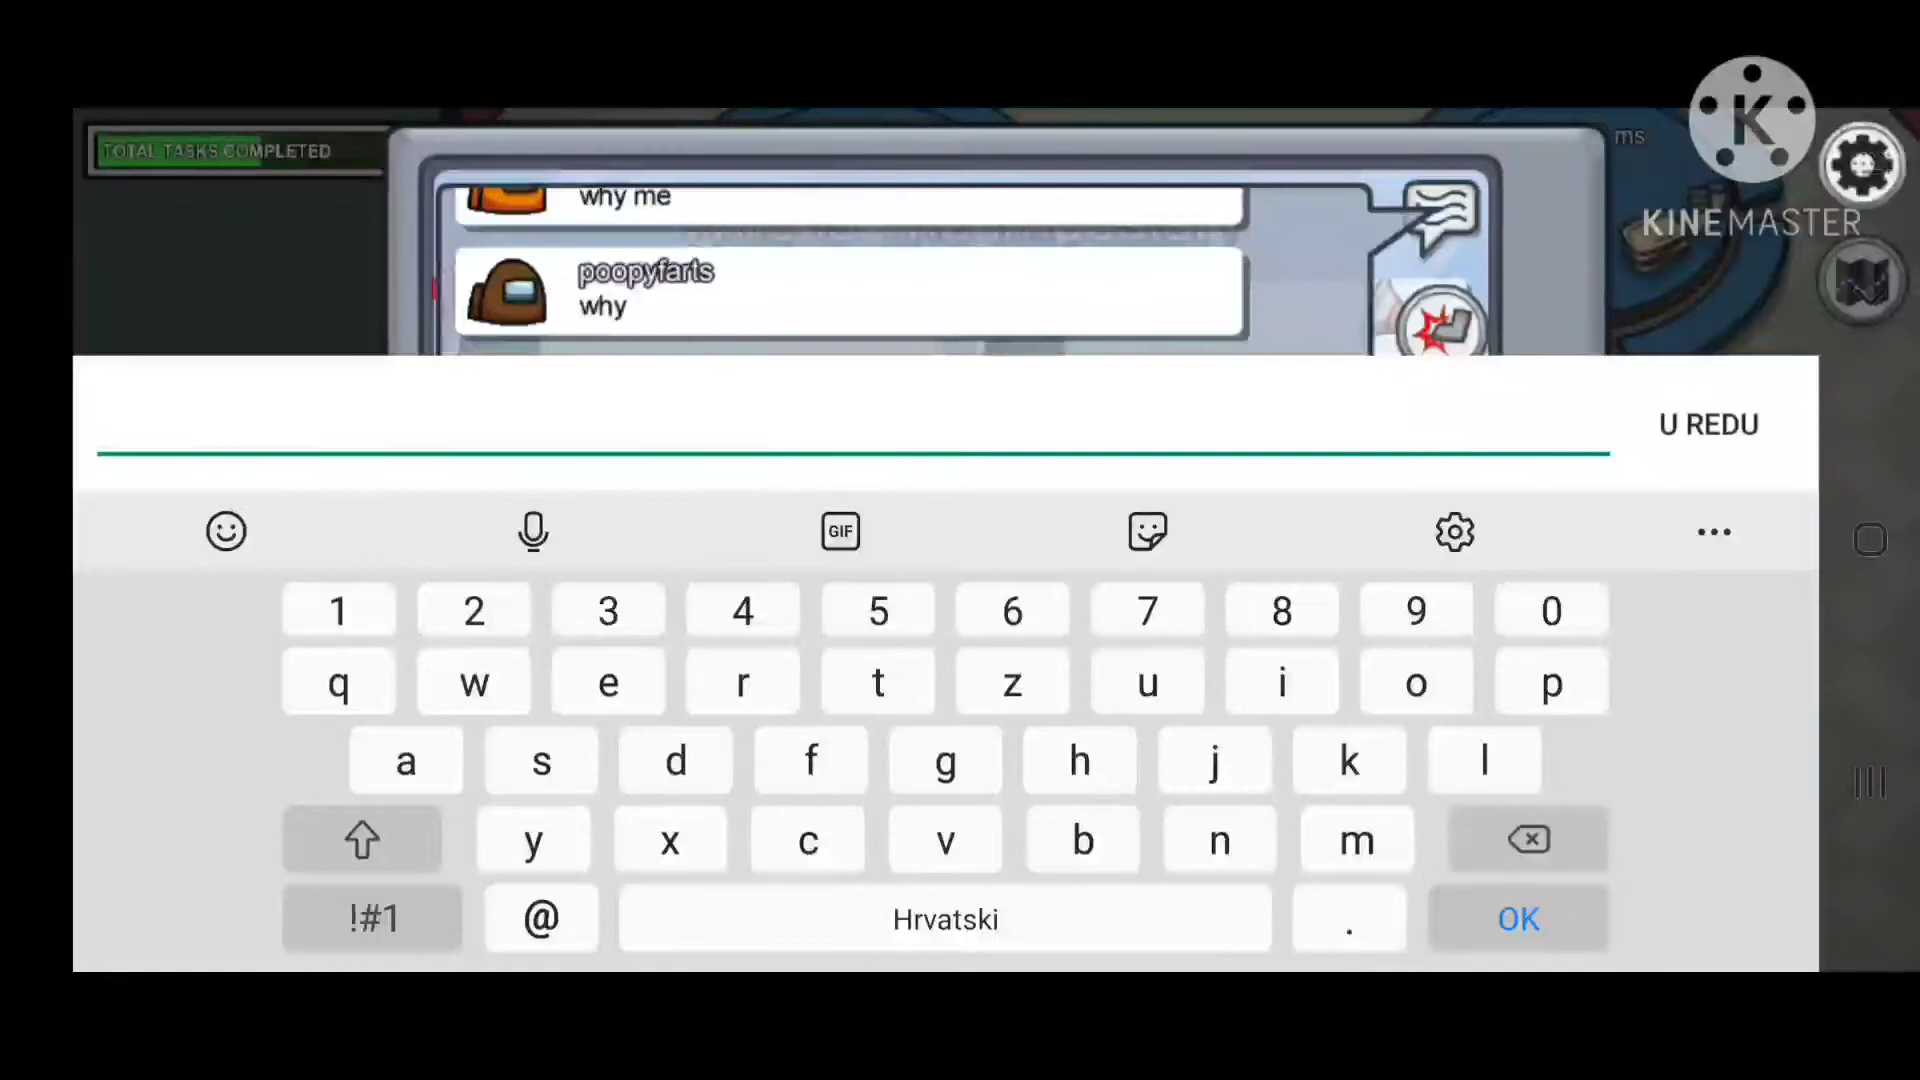 TOTAL TASKS COMPLETED
ms
KINEMASTER
why me
poopyfarts
why
U REDU
GIF
1 2 3 4 5 6 7 8 9 0
q w e r t z u i o p
a s d f g h j k l
y x c v b n m
!#1 @ Hrvatski . OK